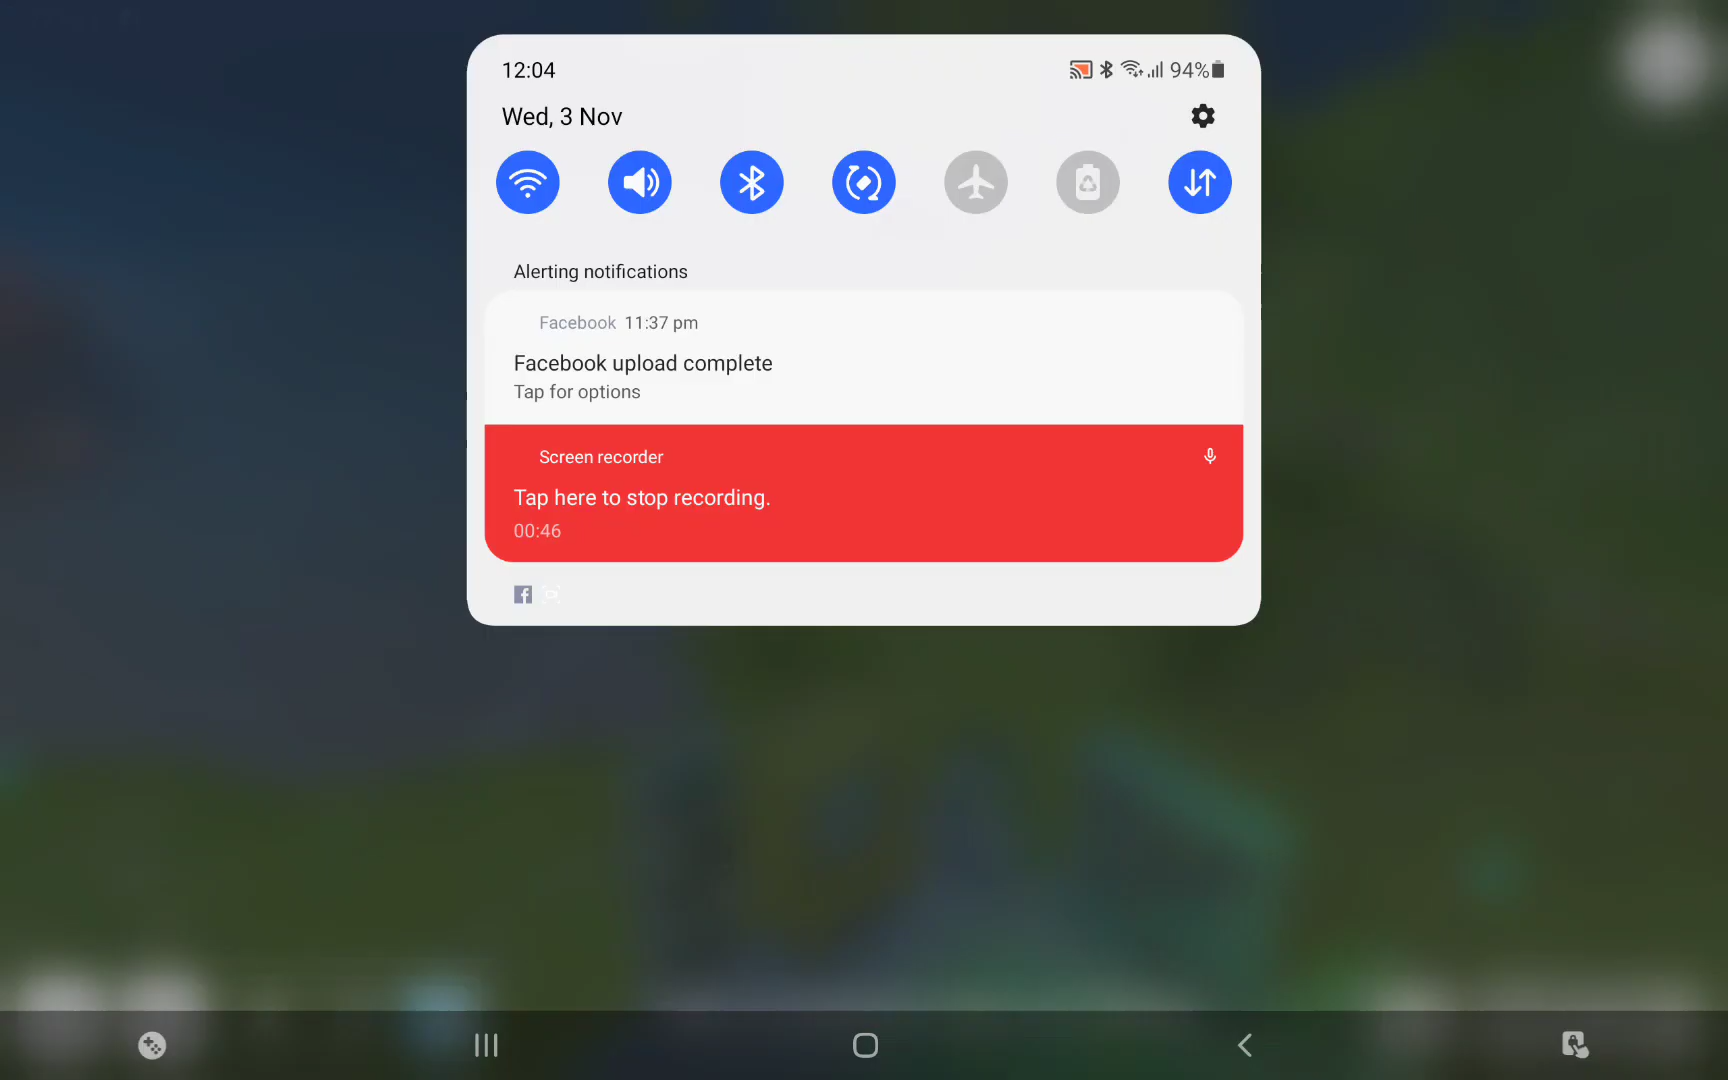 12:04
94%
Wed, 3 Nov
Alerting notifications
Facebook 11:37 pm
Facebook upload complete
Tap for options
Screen recorder
Tap here to stop recording.
00:46